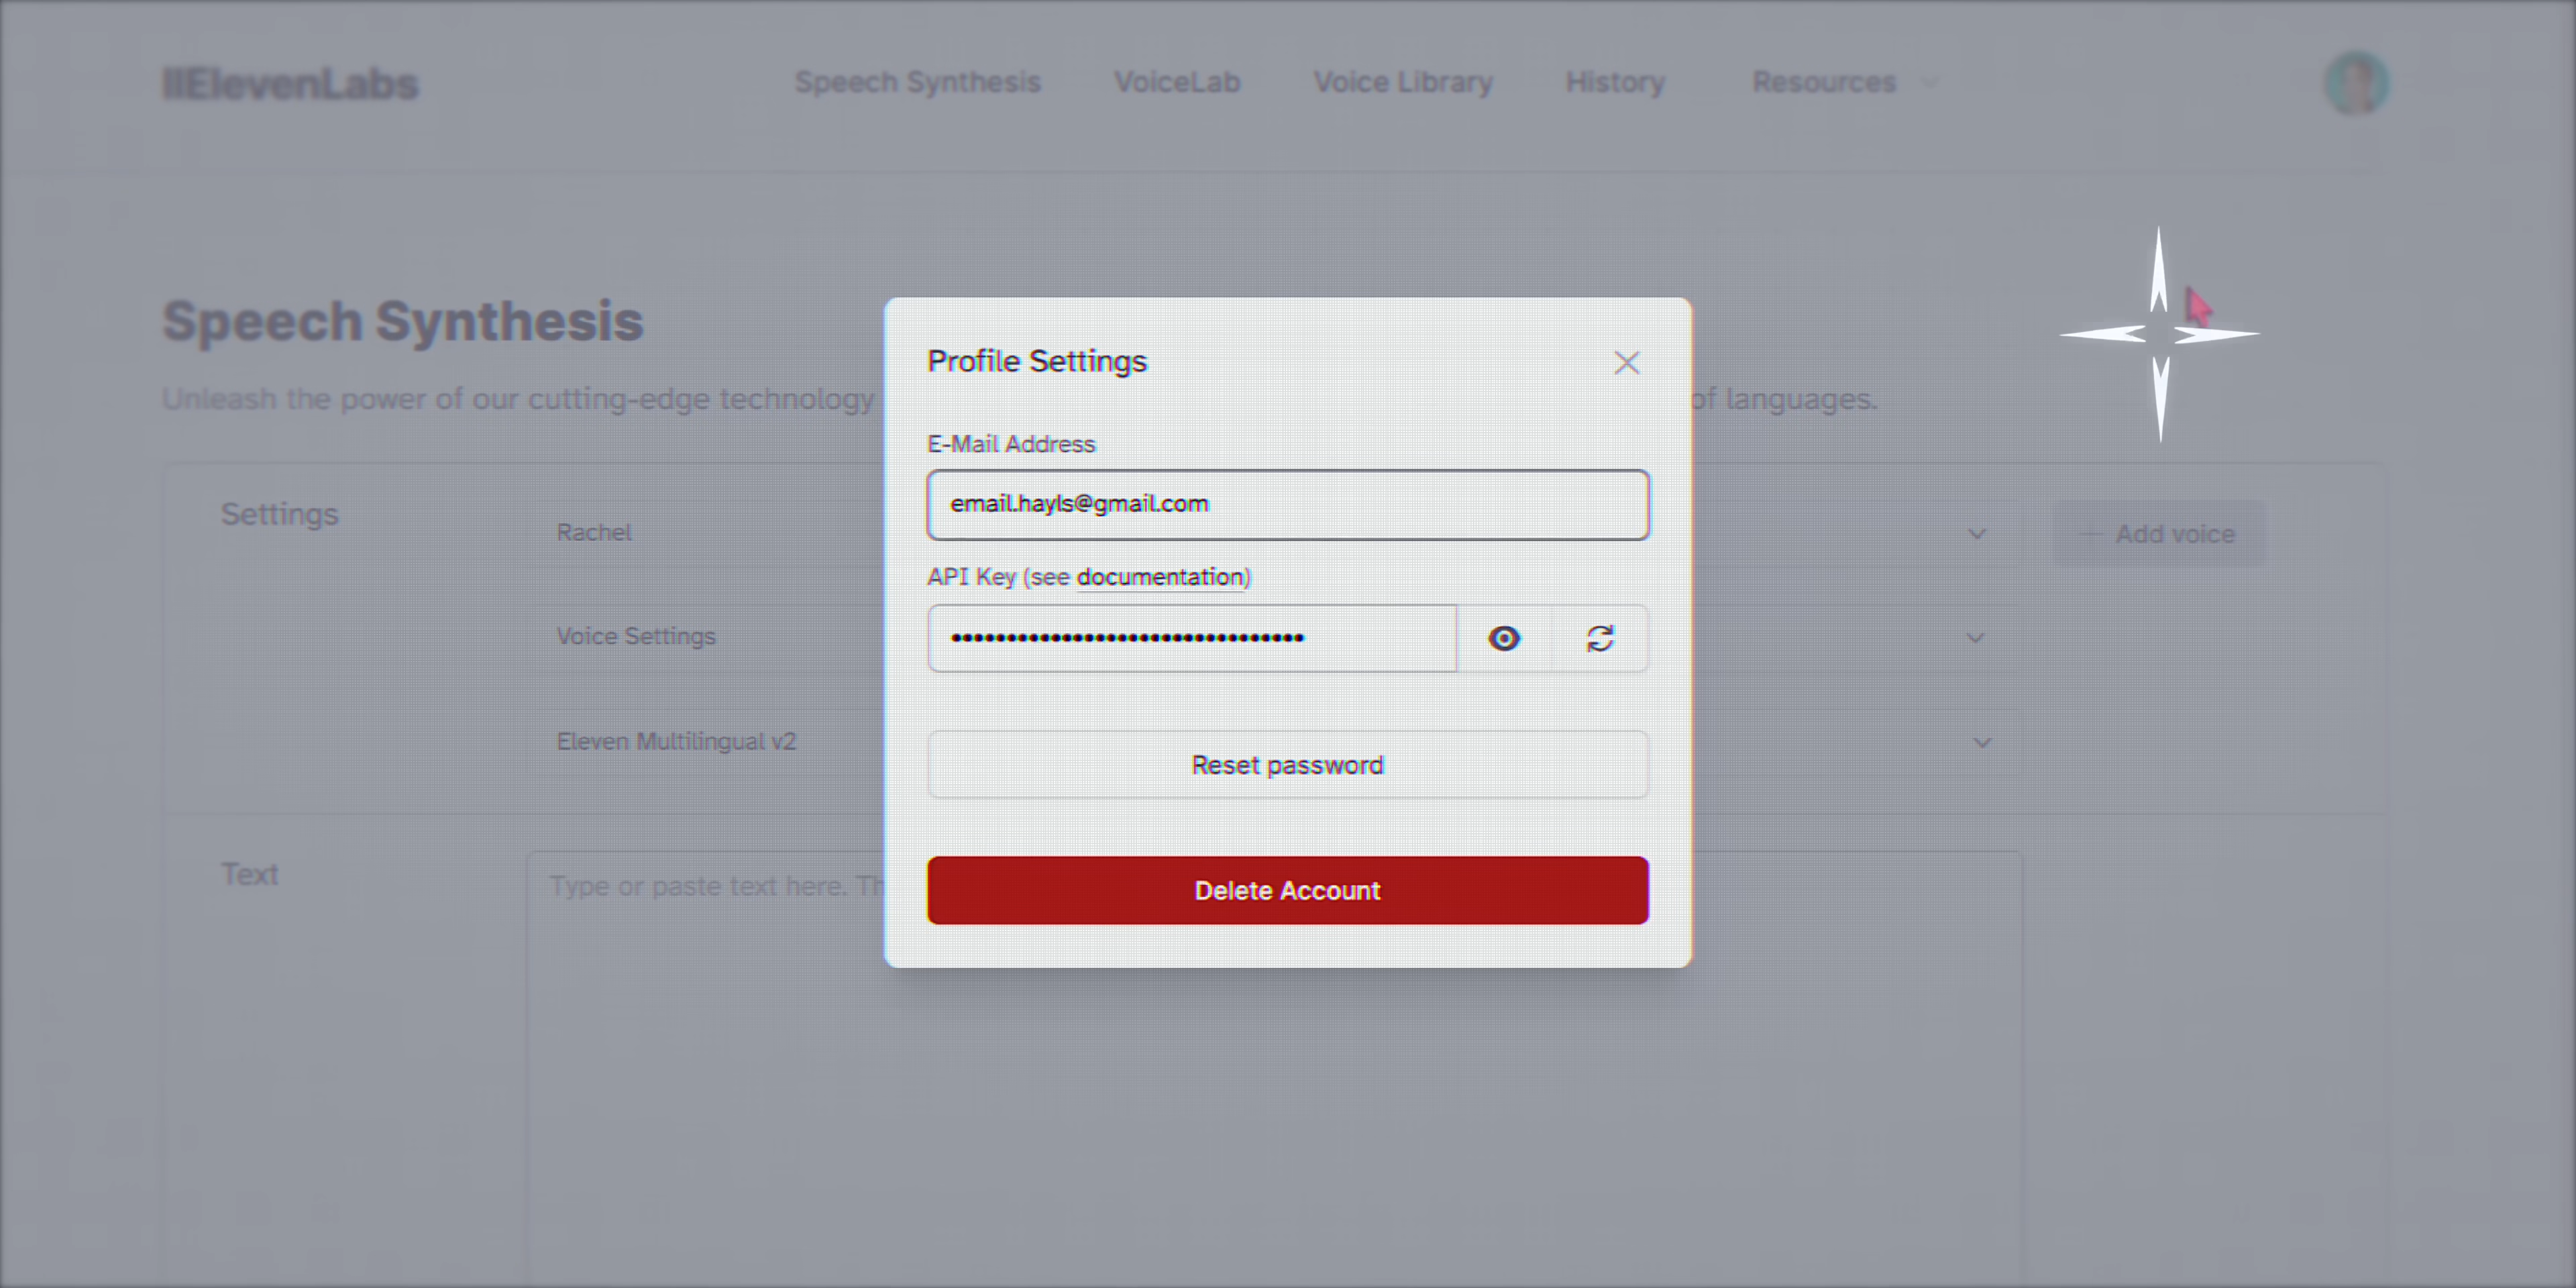 IIElevenLabs
Speech Synthesis
VoiceLab
Voice Library
History
Resources
Speech Synthesis
Unleash the power of our cutting-edge technology
of languages.
Profile Settings
E-Mail Address
email.hayls@gmail.com
API Key (see documentation)
••••••••••••••••••••••••••••••••
Reset password
Delete Account
Settings
Rachel
+ Add voice
Voice Settings
Eleven Multilingual v2
Text
Type or paste text here. Th